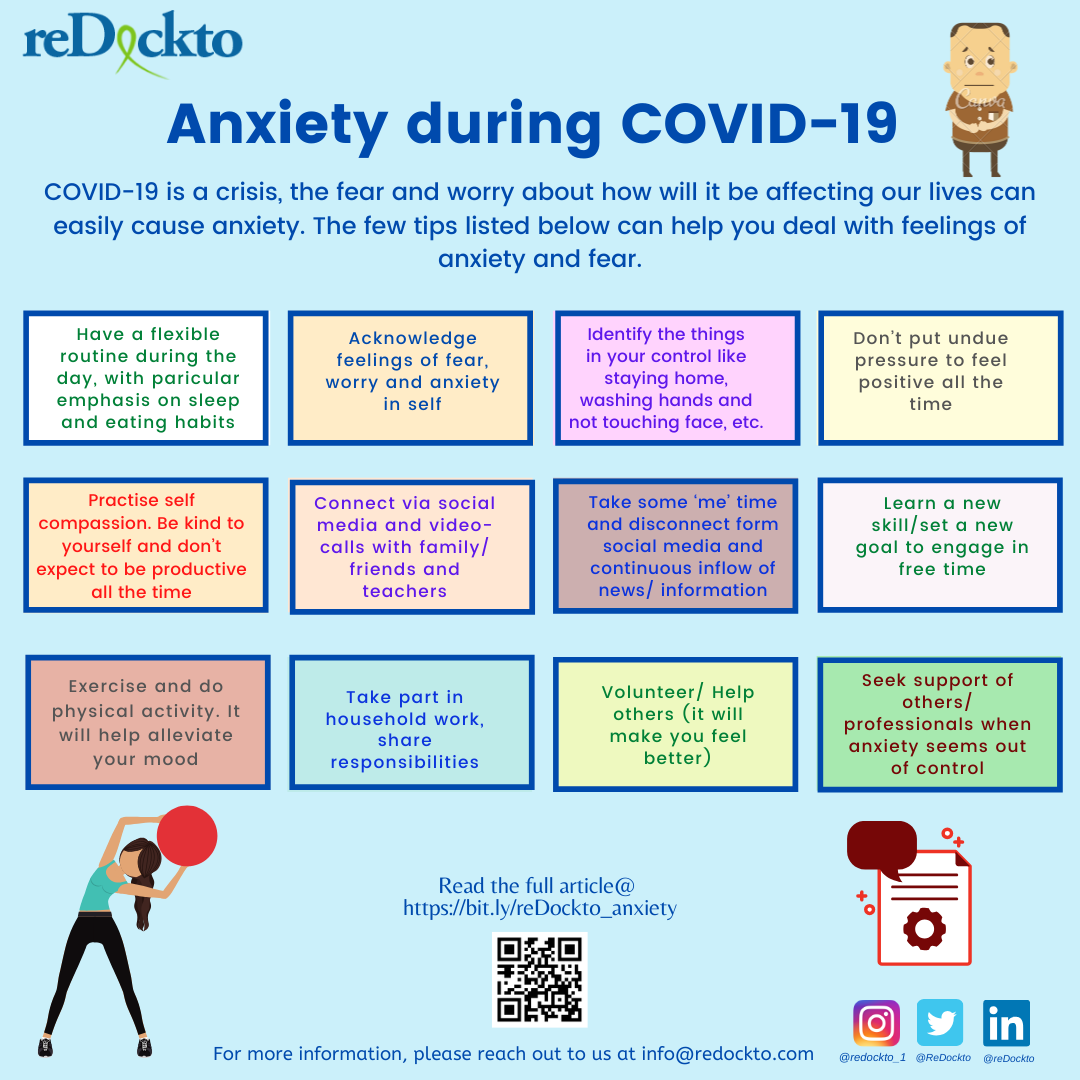 reDockto
Canva
Anxiety during COVID-19
COVID-19 is a crisis, the fear and worry about how will it be affecting our lives can
easily cause anxiety. The few tips listed below can help you deal with feelings of
anxiety and fear.
Have a flexible
routine during the
day, with paricular
emphasis on sleep
and eating habits
Acknowledge
feelings of fear,
worry and anxiety
in self
Identify the things
in your control like
staying home,
washing hands and
not touching face, etc.
Don't put undue
pressure to feel
positive all the
time
Practise self
compassion. Be kind to
yourself and don't
expect to be productive
all the time
Connect via social
media and video-
calls with family/
friends and
teachers
Take some 'me' time
and disconnect form
social media and
continuous inflow of
news/ information
Learn a new
skill/set a new
goal to engage in
free time
Exercise and do
physical activity. It
will help alleviate
your mood
Take part in
household work,
share
responsibilities
Volunteer/ Help
others (it will
make you feel
better)
Seek support of
others/
professionals when
anxiety seems out
of control
Read the full article@
https://bit.ly/reDockto_anxiety
in
@redockto_1 @ReDockto @reDockto
For more information, please reach out to us at info@redockto.com